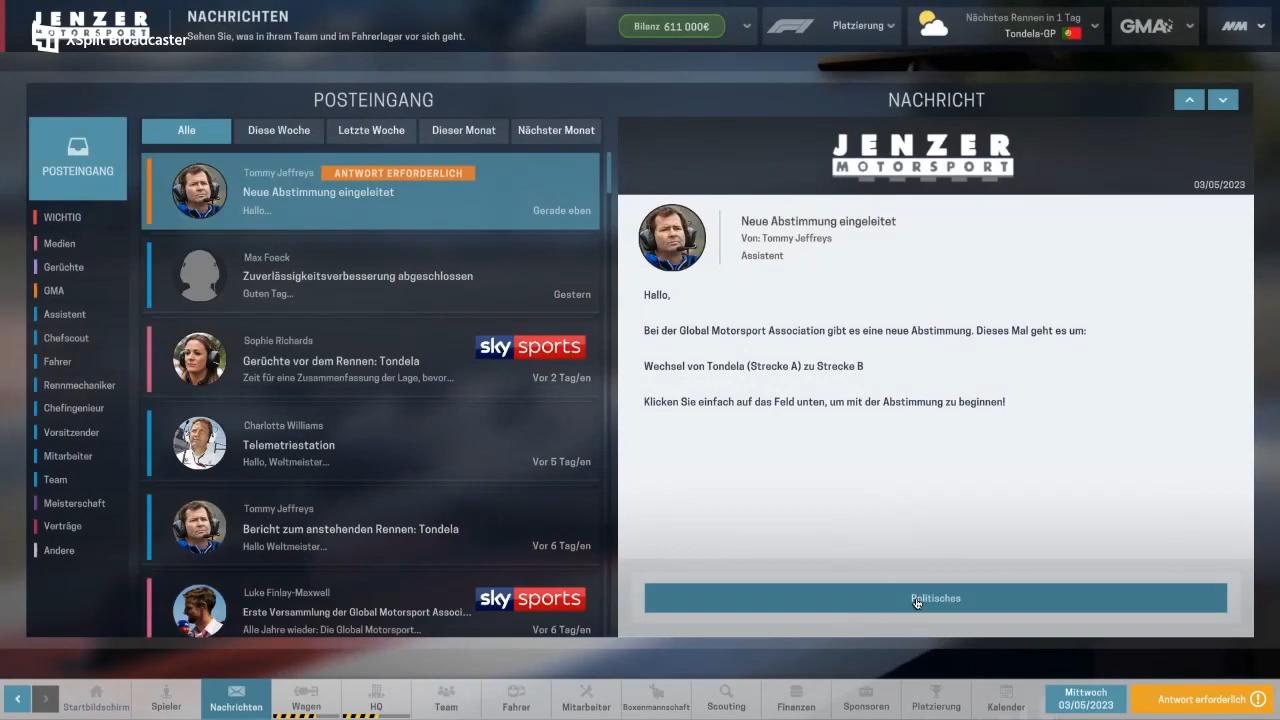 JENZER
MOTORSPORT
XSplit Broadcaster
NACHRICHTEN
Sehen Sie, was in ihrem Team und im Fahrerlager vor sich geht.
Bilanz 611 000€
Platzierung
Nächstes Rennen in 1 Tag
Tondela-GP
GMA
POSTEINGANG
NACHRICHT
POSTEINGANG
WICHTIG
Medien
Gerüchte
GMA
Assistent
Chefscout
Fahrer
Rennmechaniker
Chefingenieur
Vorsitzender
Mitarbeiter
Team
Meisterschaft
Verträge
Andere
Alle
Diese Woche
Letzte Woche
Dieser Monat
Nächster Monat
Tommy Jeffreys
ANTWORT ERFORDERLICH
Neue Abstimmung eingeleitet
Hallo...
Gerade eben
Max Foeck
Zuverlässigkeitsverbesserung abgeschlossen
Guten Tag...
Gestern
Sophie Richards
sky sports
Gerüchte vor dem Rennen: Tondela
Zeit für eine Zusammenfassung der Lage, bevor...
Vor 2 Tag/en
Charlotte Williams
Telemetriestation
Hallo, Weltmeister...
Vor 5 Tag/en
Tommy Jeffreys
Bericht zum anstehenden Rennen: Tondela
Hallo Weltmeister...
Vor 6 Tag/en
Luke Finlay-Maxwell
sky sports
Erste Versammlung der Global Motorsport Associ...
Alle Jahre wieder: Die Global Motorsport...
Vor 6 Tag/en
JENZER
MOTORSPORT
03/05/2023
Neue Abstimmung eingeleitet
Von: Tommy Jeffreys
Assistent
Hallo,
Bei der Global Motorsport Association gibt es eine neue Abstimmung. Dieses Mal geht es um:
Wechsel von Tondela (Strecke A) zu Strecke B
Klicken Sie einfach auf das Feld unten, um mit der Abstimmung zu beginnen!
Politisches
Startbildschirm
Spieler
Nachrichten
Wagen
HQ
Team
Fahrer
Mitarbeiter
Boxenmannschaft
Scouting
Finanzen
Sponsoren
Platzierung
Kalender
Mittwoch
03/05/2023
Antwort erforderlich